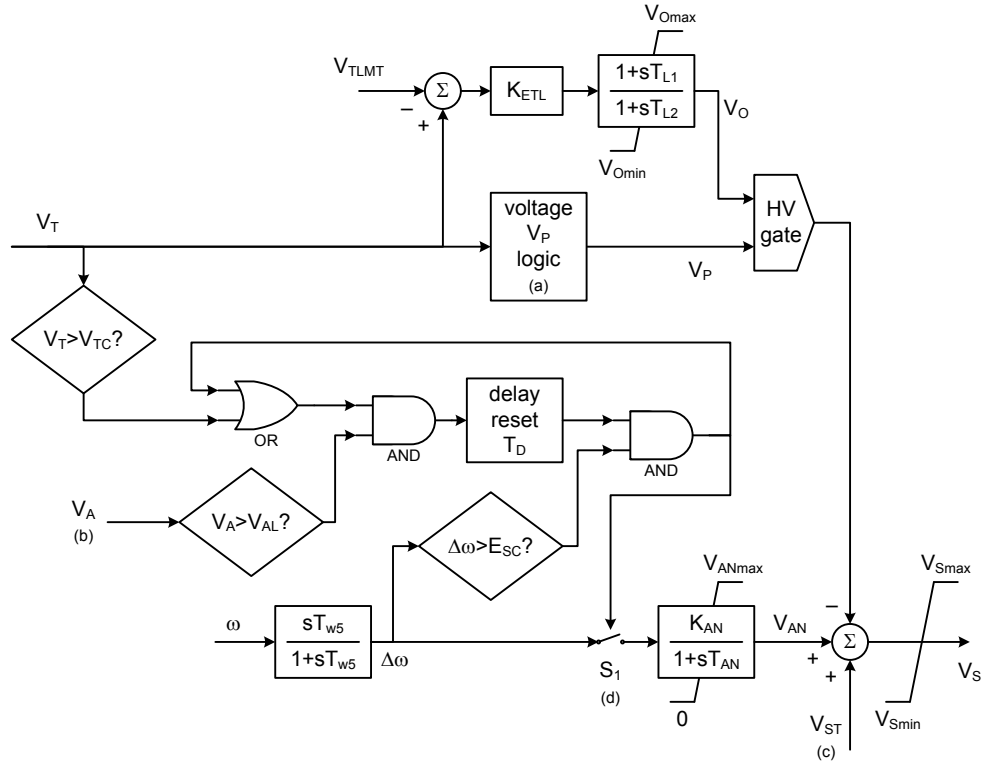 V_Omax
V_TLMT
Σ
K_ETL
1+sT_L1
1+sT_L2
V_O
−
+
V_Omin
V_T
voltage
V_P
logic
(a)
HV
gate
V_P
V_T>V_TC?
delay
reset
T_D
OR
AND
AND
V_A
(b)
V_A>V_AL?
Δω>E_SC?
V_ANmax
V_Smax
ω
sT_w5
1+sT_w5
Δω
S_1
(d)
K_AN
1+sT_AN
V_AN
−
Σ
+
+
V_S
0
V_ST
(c)
V_Smin